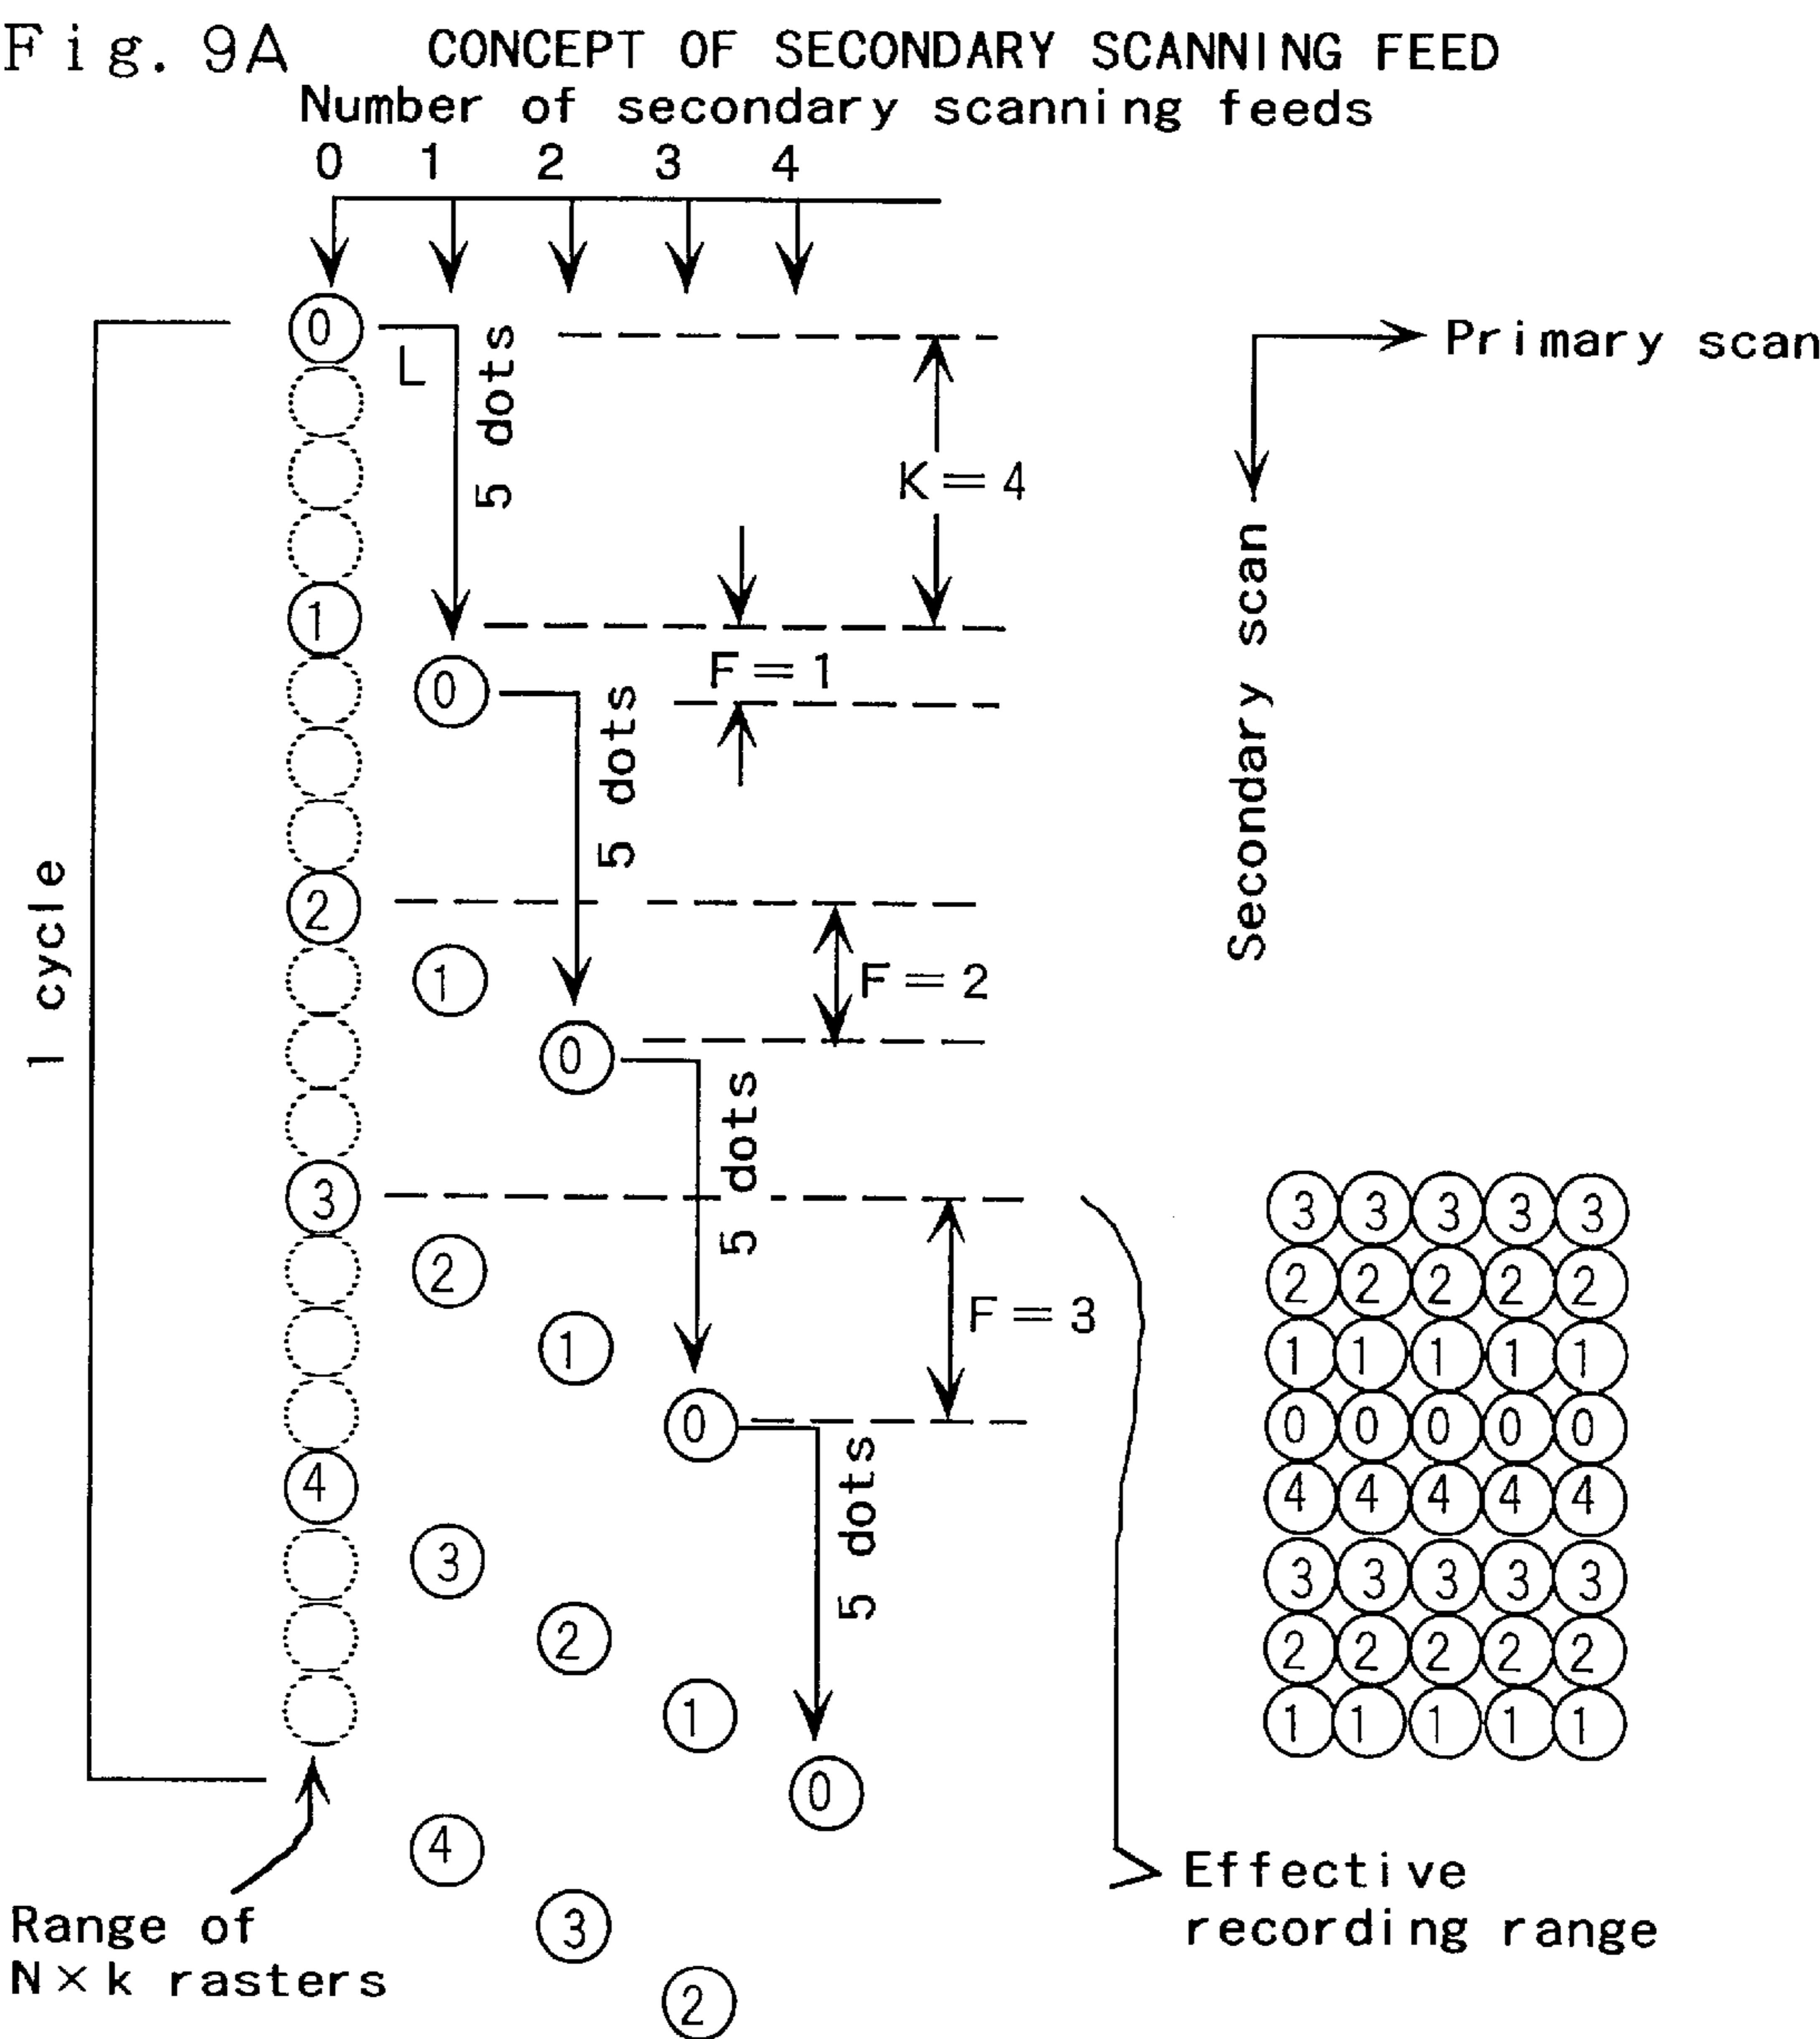 Fig. 9A CONCEPT OF SECONDARY SCANNING FEED
Number of secondary scanning feeds
0 1 2 3 4
0
L
5 dots
Primary scan
K=4
Secondary scan
1
F=1
0
5 dots
1 cycle
2
1
F=2
0
5 dots
3
2
F=3
1
0
5 dots
4
3
2
1
0
4
3
2
3 3 3 3 3
2 2 2 2 2
1 1 1 1 1
0 0 0 0 0
4 4 4 4 4
3 3 3 3 3
2 2 2 2 2
1 1 1 1 1
Range of
N×k rasters
Effective
recording range